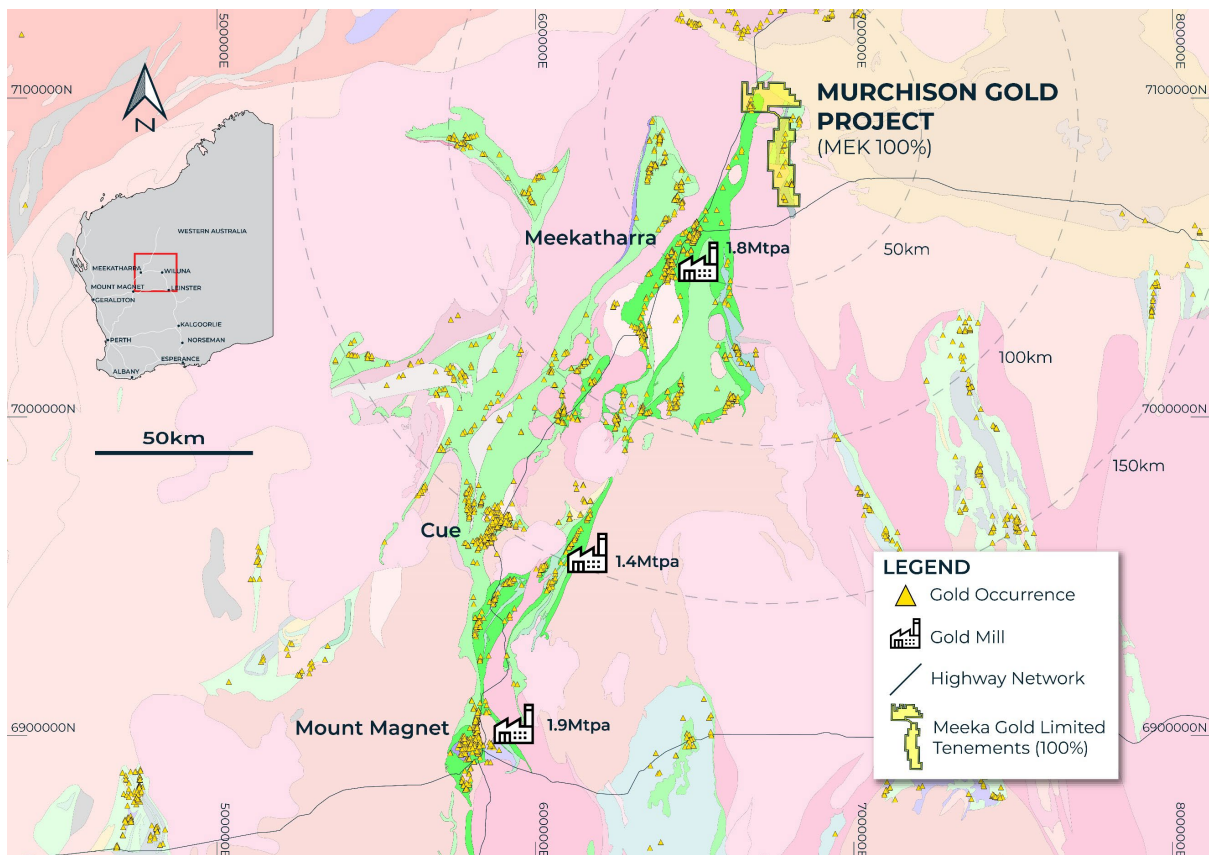 500000E
600000E
700000E
800000E
7100000N
7100000N
N
MURCHISON GOLD
PROJECT
(MEK 100%)
WESTERN AUSTRALIA
MEEKATHARRA
WILUNA
MOUNT MAGNET
LEINSTER
GERALDTON
KALGOORLIE
PERTH
NORSEMAN
ESPERANCE
ALBANY
Meekatharra
1.8Mtpa
50km
100km
7000000N
7000000N
50km
150km
Cue
1.4Mtpa
LEGEND
Gold Occurrence
Gold Mill
Highway Network
Meeka Gold Limited
Tenements (100%)
Mount Magnet
1.9Mtpa
6900000N
6900000N
500000E
600000E
700000E
800000E